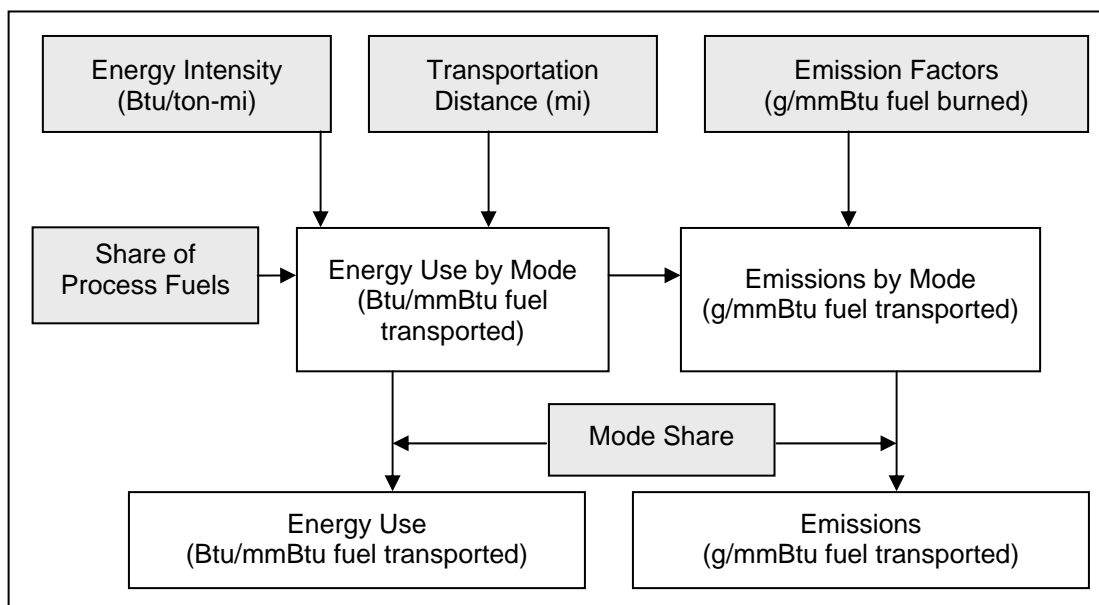 Energy Intensity
(Btu/ton-mi)
Transportation
Distance (mi)
Emission Factors
(g/mmBtu fuel burned)
Share of
Process Fuels
Energy Use by Mode
(Btu/mmBtu fuel
transported)
Emissions by Mode
(g/mmBtu fuel transported)
Mode Share
Energy Use
(Btu/mmBtu fuel transported)
Emissions
(g/mmBtu fuel transported)